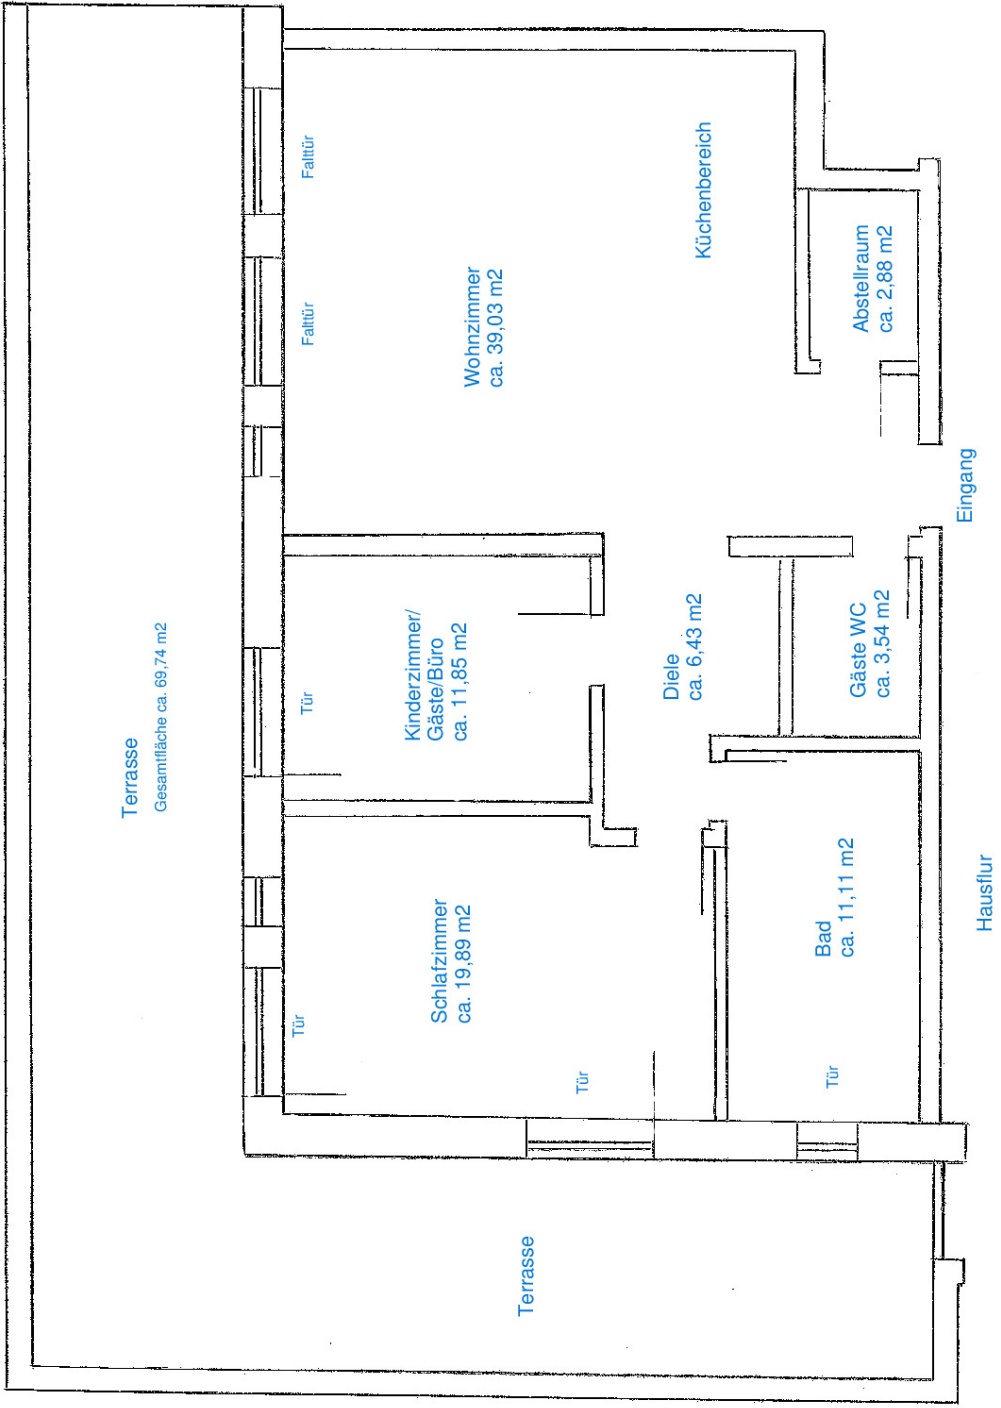 Terrasse
Gesamtfläche ca. 69,74 m2
Tür
Tür
Tür
Falttür
Falttür
Schlafzimmer
ca. 19,89 m2
Kinderzimmer/
Gäste/Büro
ca. 11,85 m2
Wohnzimmer
ca. 39,03 m2
Terrasse
Diele
ca. 6,43 m2
Küchenbereich
Tür
Bad
ca. 11,11 m2
Gäste WC
ca. 3,54 m2
Abstellraum
ca. 2,88 m2
Hausflur
Eingang